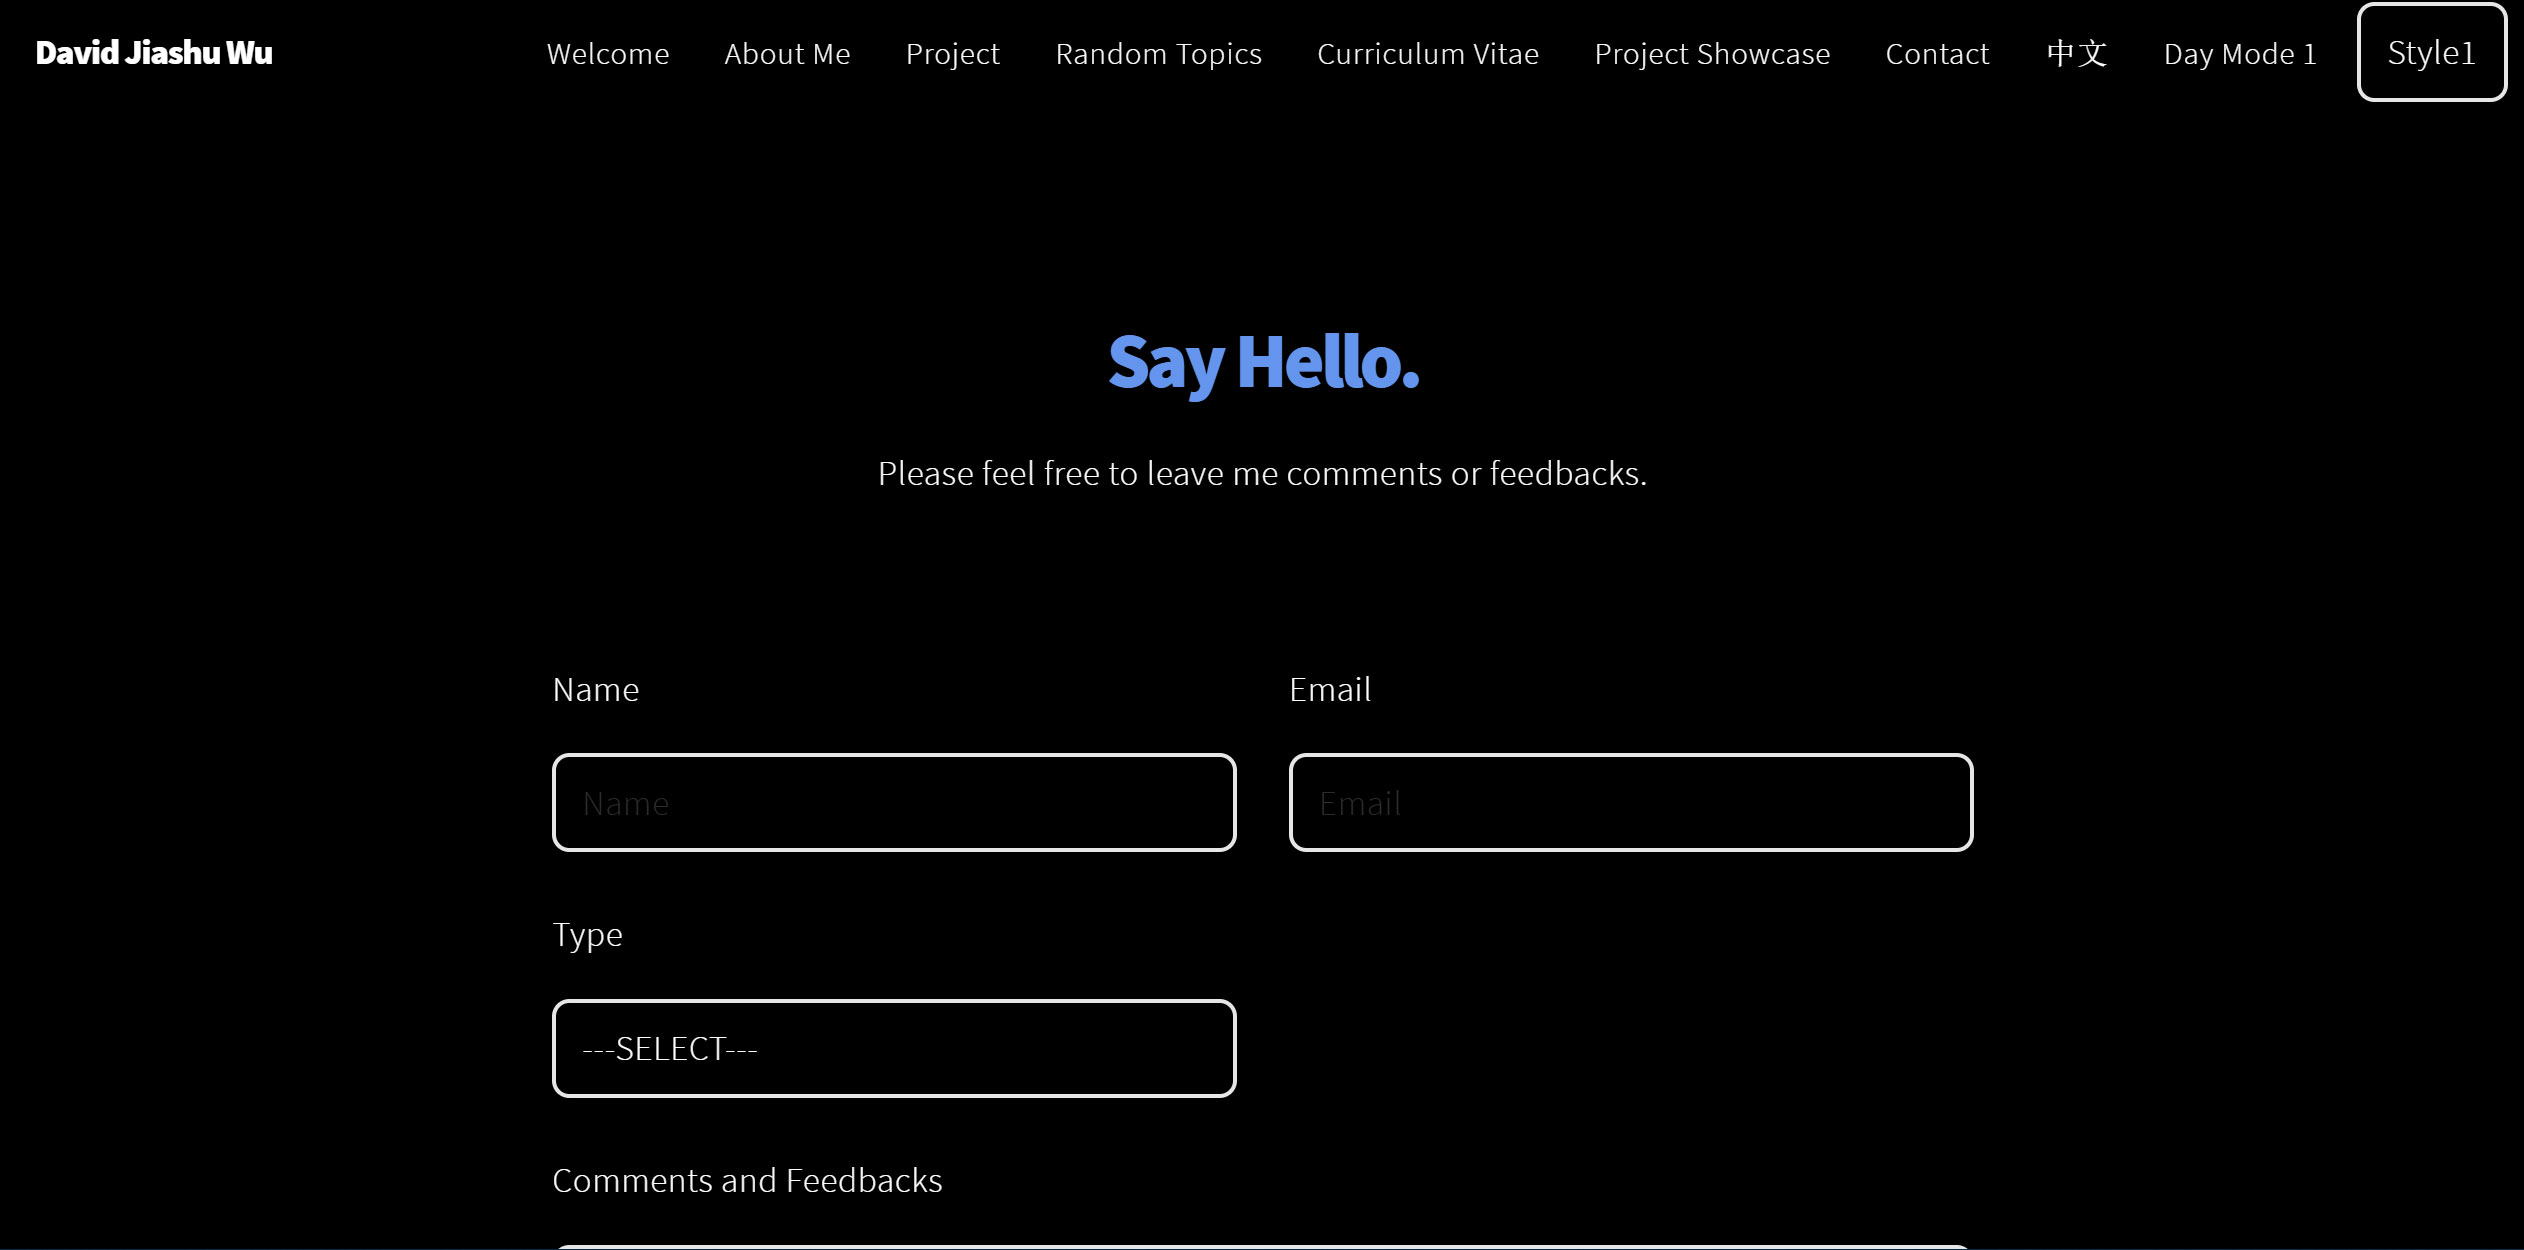 David Jiashu Wu Welcome About Me Project Random Topics Curriculum Vitae Project Showcase Contact 中文 Day Mode 1 Style1
Say Hello.
Please feel free to leave me comments or feedbacks.
Name Email
Name Email
Type
---SELECT---
Comments and Feedbacks